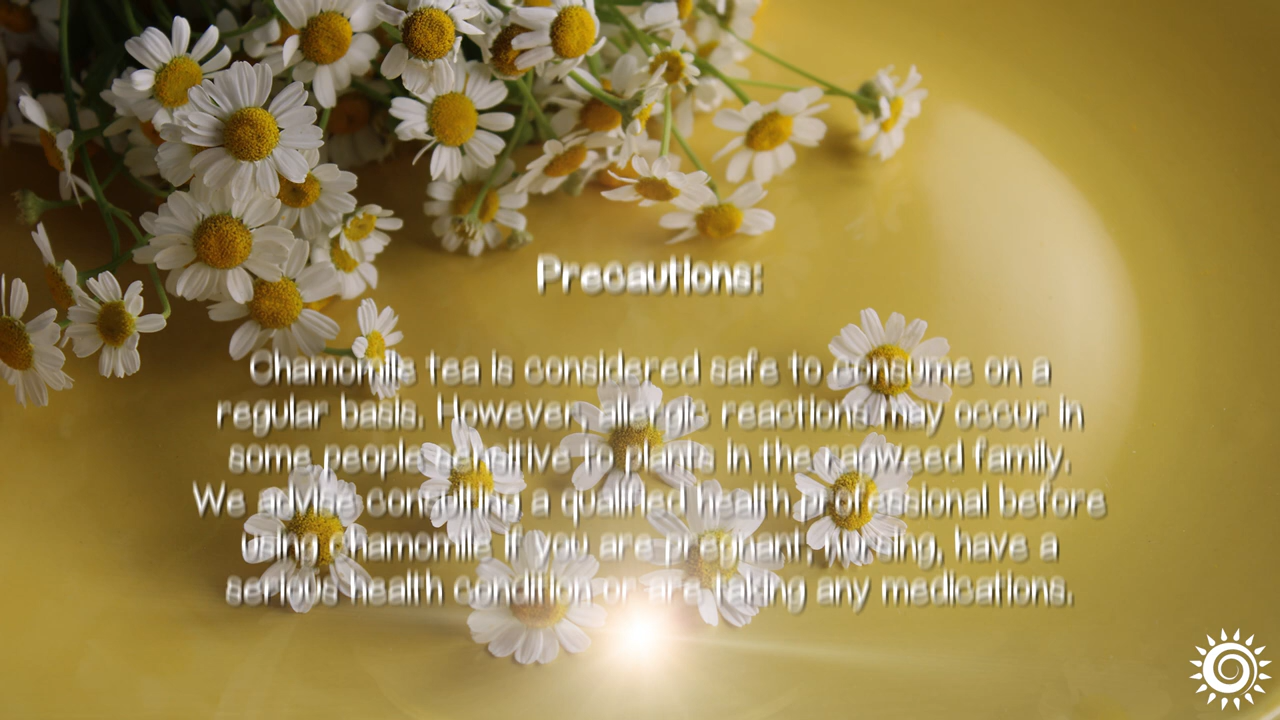 Precautions:
Chamomile tea is considered safe to consume on a
regular basis. However, allergic reactions may occur in
some people sensitive to plants in the ragweed family.
We advise consulting a qualified health professional before
using chamomile if you are pregnant, nursing, have a
serious health condition or are taking any medications.